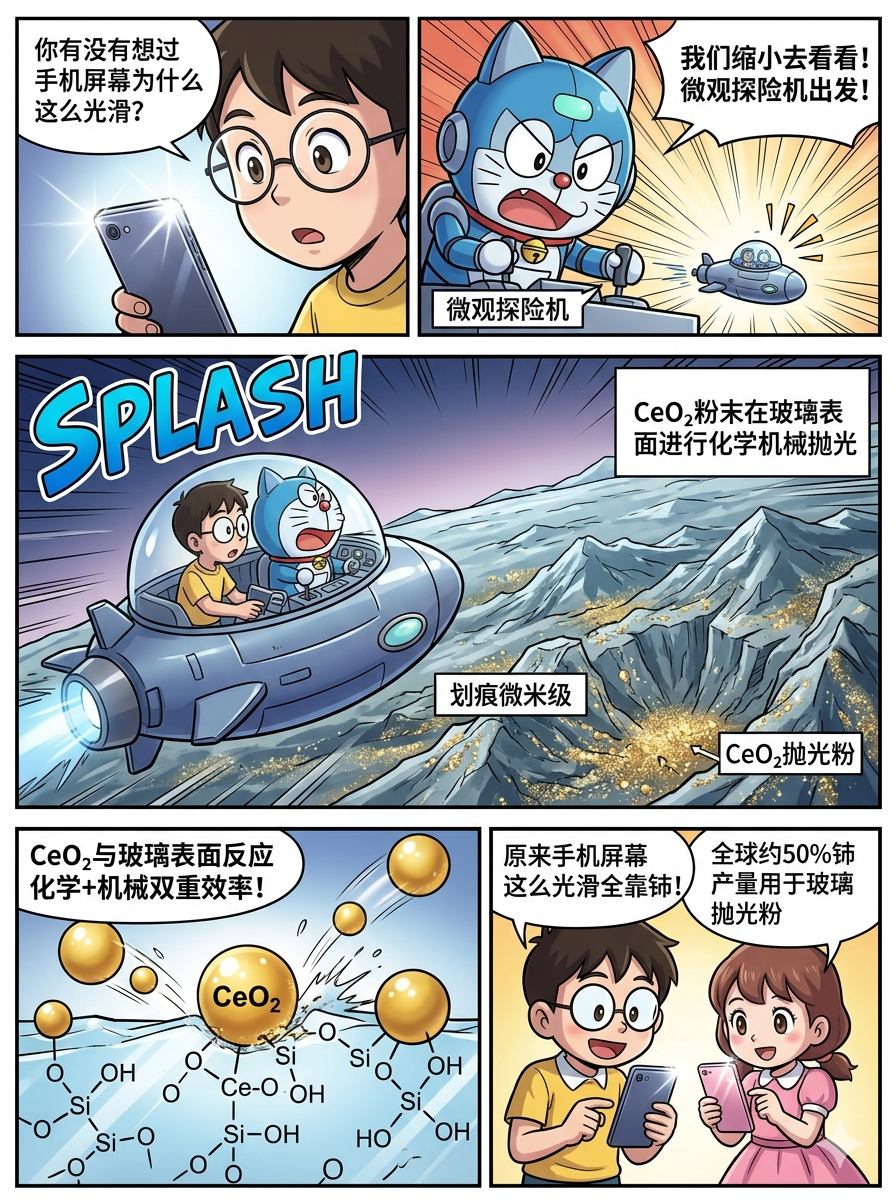 你有没有想过
手机屏幕为什么
这么光滑?
我们缩小去看看!
微观探险机出发!
微观探险机
SPLASH
CeO₂粉末在玻璃表
面进行化学机械抛光
划痕微米级
CeO₂抛光粉
CeO₂与玻璃表面反应
化学+机械双重效率!
CeO₂
O
Si
O
Si
OH
O
OH
O
Ce-O
OH
O
Si
Si
O
Si
O
Si-OH
HO
OH
O
O
O
原来手机屏幕
这么光滑全靠铈!
全球约50%铈
产量用于玻璃
抛光粉